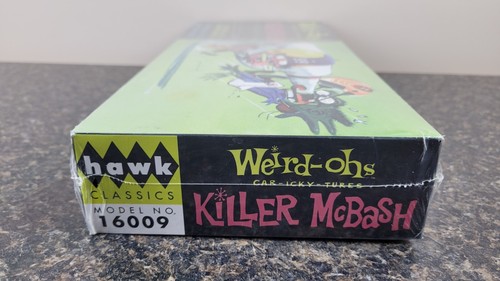 hawk
CLASSICS
MODEL NO.
16009
Weird-ohs
CAR-ICKY-TURES
KiLLER McBASH